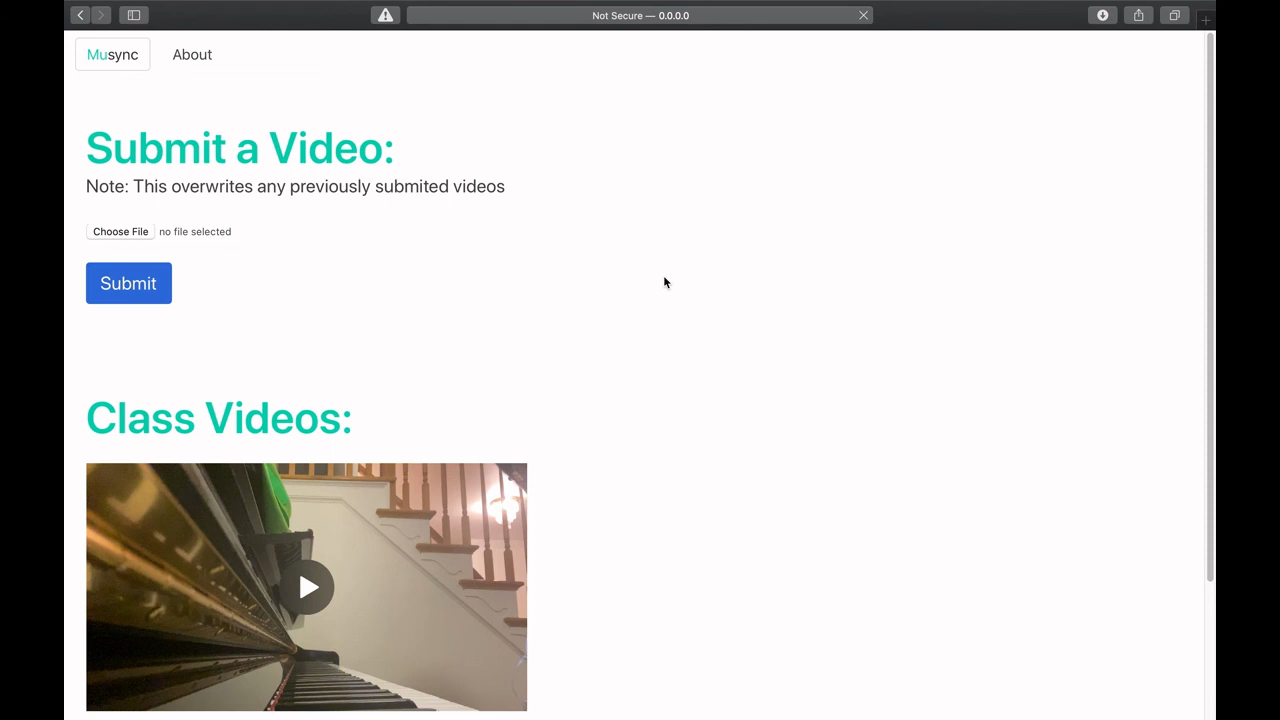 Not Secure — 0.0.0.0
Musync About
Submit a Video:
Note: This overwrites any previously submited videos
Choose File no file selected
Submit
Class Videos: